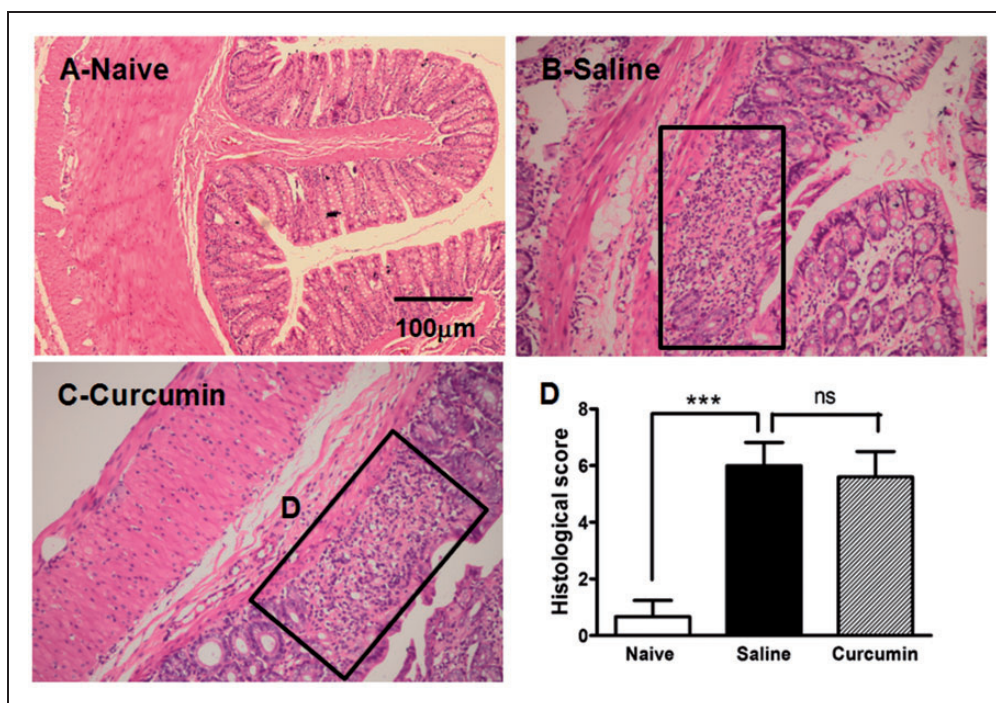 A-Naive
100μm
B-Saline
C-Curcumin
D
D
8
6
4
2
0
Histological score
***
ns
Naive
Saline
Curcumin